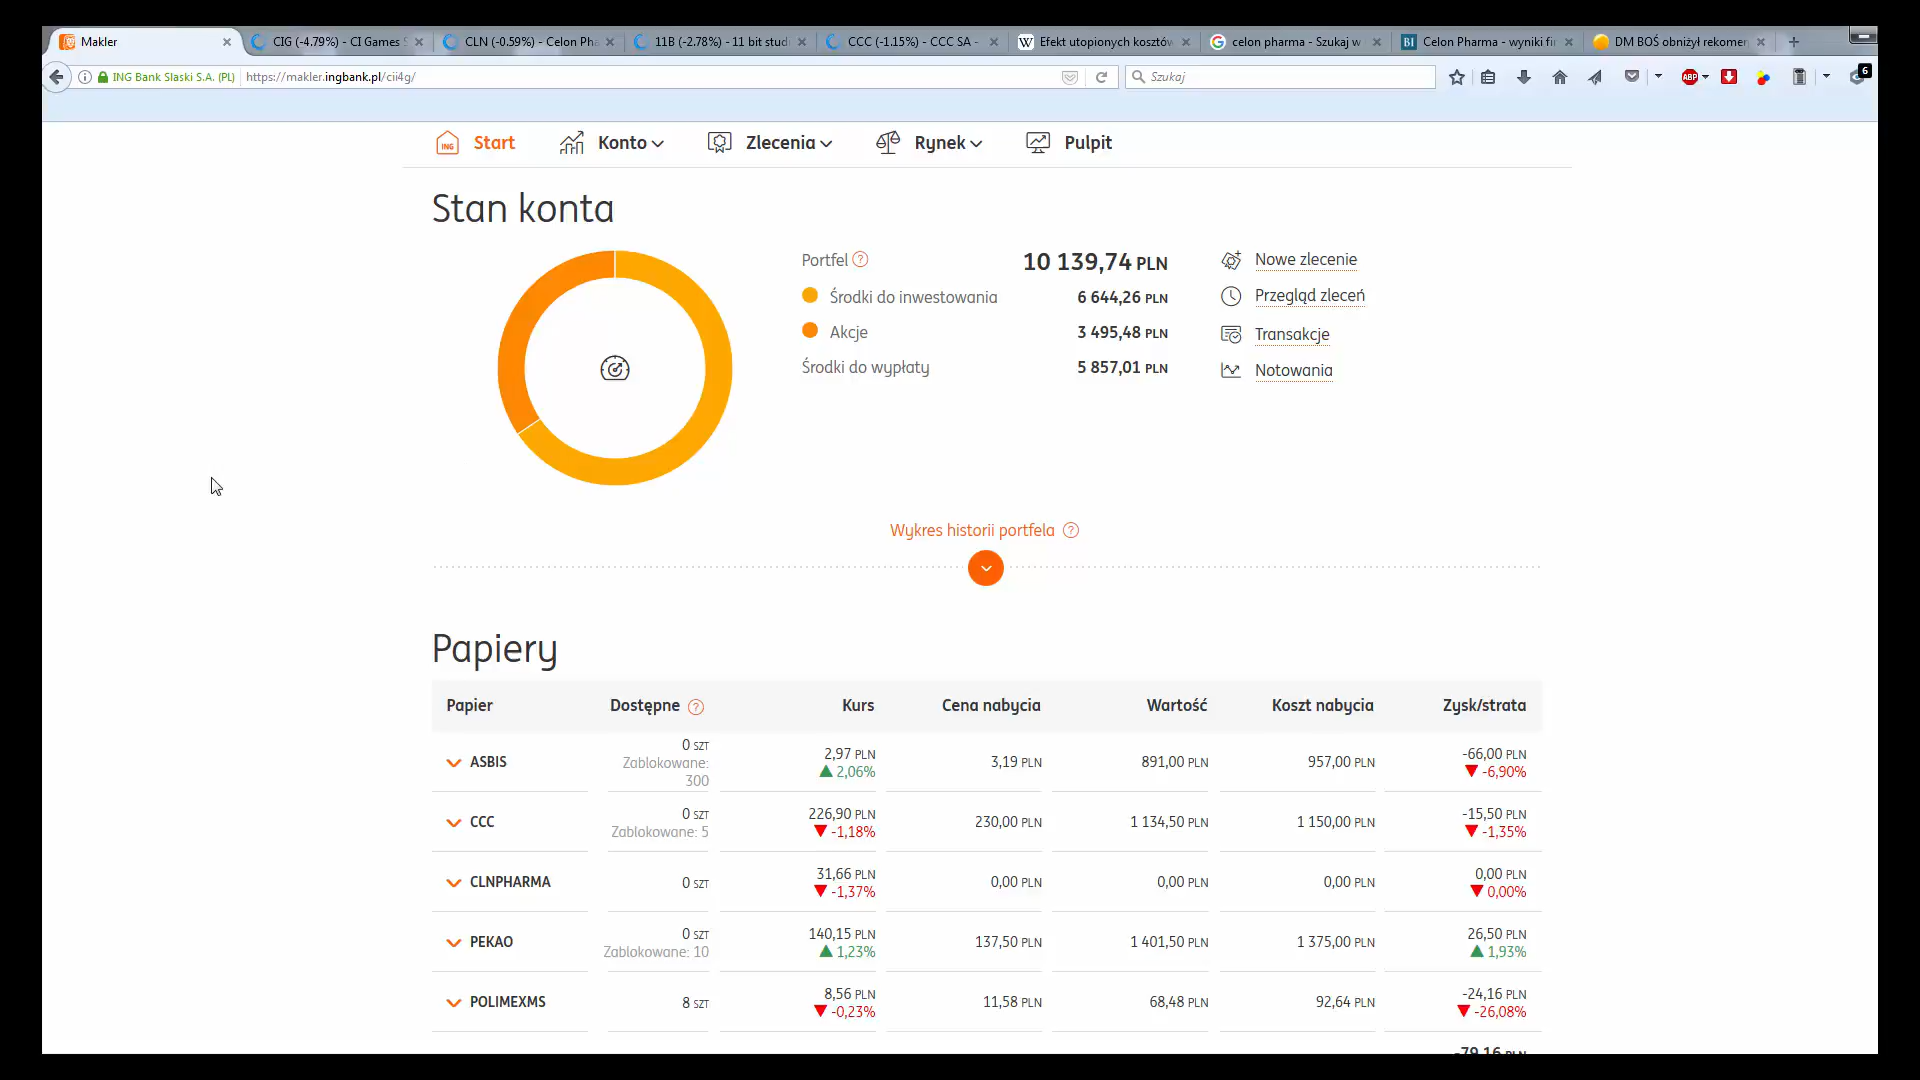 Makler
CIG (-4.79%) - CI Games S
CLN (-0.59%) - Celon Pha
11B (-2.78%) - 11 bit stud
CCC (-1.15%) - CCC SA -
W Efekt utopionych kosztów
celon pharma - Szukaj w
BI Celon Pharma - wyniki fi
DM BOŚ obniżył rekomen
ING Bank Slaski S.A. (PL)
https://makler.ingbank.pl/cii4g/
Szukaj
ABP
6
ING Start
Konto
Zlecenia
Rynek
Pulpit
Stan konta
Portfel ? 10 139,74 PLN
Środki do inwestowania 6 644,26 PLN
Akcje 3 495,48 PLN
Środki do wypłaty 5 857,01 PLN
Nowe zlecenie
Przegląd zleceń
Transakcje
Notowania
Wykres historii portfela ?
Papiery
Papier Dostępne ? Kurs Cena nabycia Wartość Koszt nabycia Zysk/strata
ASBIS 0 SZT Zablokowane: 300 2,97 PLN 2,06% 3,19 PLN 891,00 PLN 957,00 PLN -66,00 PLN -6,90%
CCC 0 SZT Zablokowane: 5 226,90 PLN -1,18% 230,00 PLN 1 134,50 PLN 1 150,00 PLN -15,50 PLN -1,35%
CLNPHARMA 0 SZT 31,66 PLN -1,37% 0,00 PLN 0,00 PLN 0,00 PLN 0,00 PLN 0,00%
PEKAO 0 SZT Zablokowane: 10 140,15 PLN 1,23% 137,50 PLN 1 401,50 PLN 1 375,00 PLN 26,50 PLN 1,93%
POLIMEXMS 8 SZT 8,56 PLN -0,23% 11,58 PLN 68,48 PLN 92,64 PLN -24,16 PLN -26,08%
-79,16 PLN